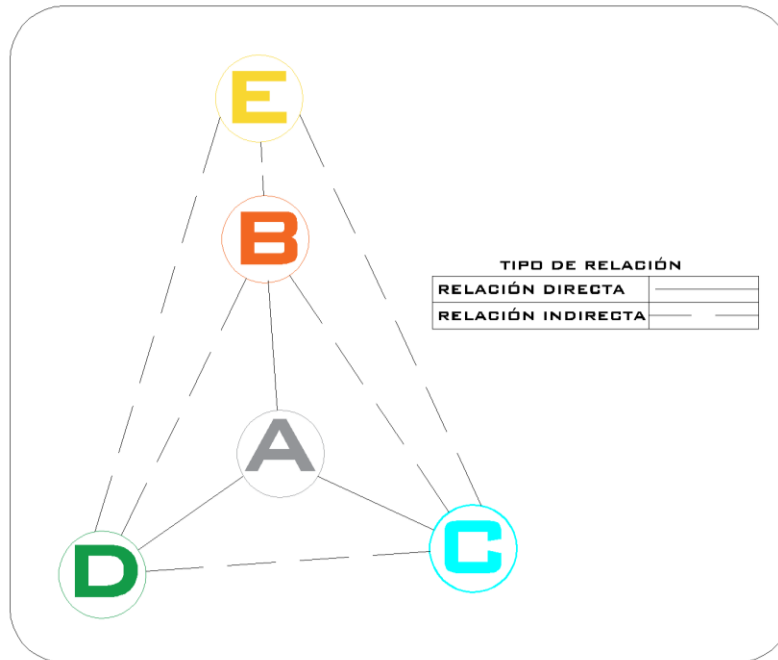 E
B
TIPO DE RELACIÓN
RELACIÓN DIRECTA
RELACIÓN INDIRECTA
A
D
C